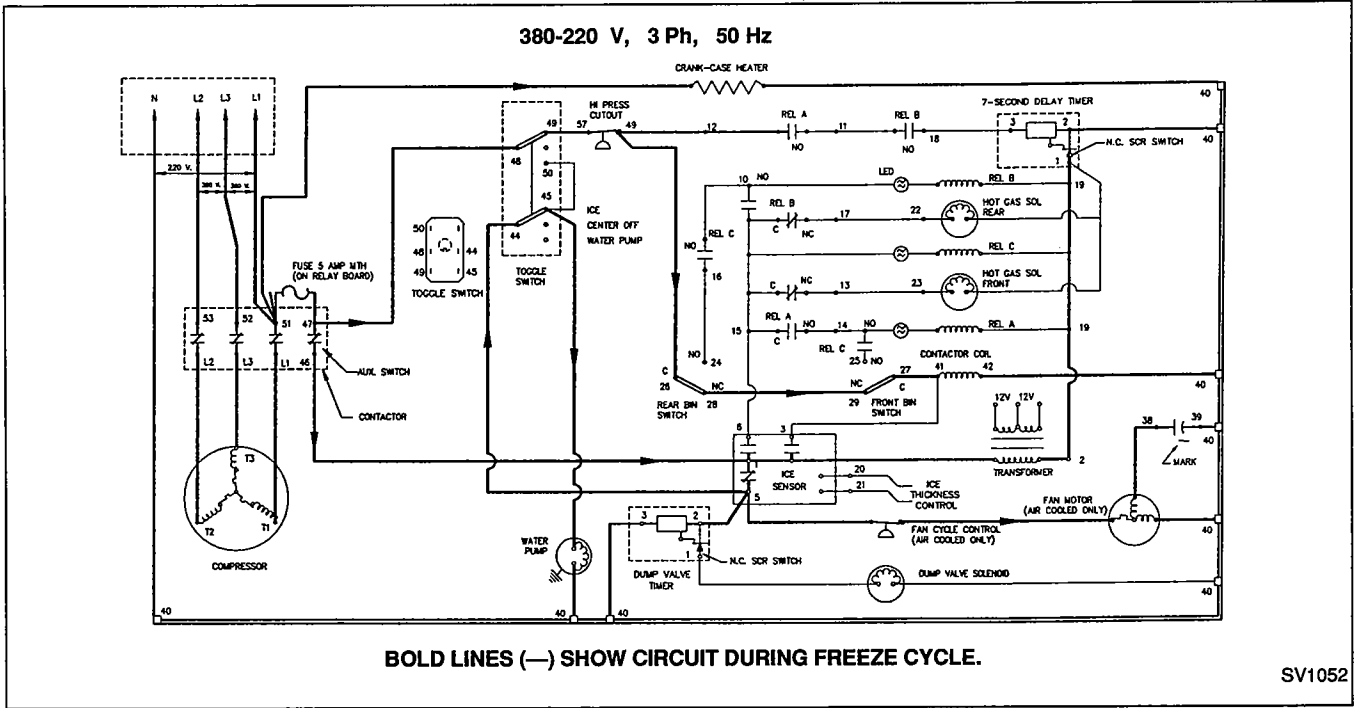 380-220 V, 3 Ph, 50 Hz
CRANK-CASE HEATER
40
N L2 L3 L1
220 V.
380 V. 380 V.
HI PRESS
CUTOUT
49 57 49 12
REL A
NO
11
REL B
NO
18
7-SECOND DELAY TIMER
3 2
1
40
N.C. SCR SWITCH
48
50
45
44
ICE
CENTER OFF
WATER PUMP
TOGGLE
SWITCH
50
48 44
49 45
TOGGLE SWITCH
10 NO
LED
REL B
19
REL B
C NC
17 22
HOT GAS SOL
REAR
REL C
NO
16
REL C
C NC
13 23
HOT GAS SOL
FRONT
15
REL A
C NO
14 NO
REL A
19
REL C
25 NO
NO 24
FUSE 5 AMP MTH
(ON RELAY BOARD)
53 52 51 47
L2 L3 L1 46
AUX. SWITCH
CONTACTOR
C
26
NC
28
REAR BIN
SWITCH
NC
29
27
C
FRONT BIN
SWITCH
CONTACTOR COIL
41 42
40
12V 12V
TRANSFORMER
2
38 39
40
MARK
6 3
1
5
ICE
SENSOR
20
21
ICE
THICKNESS
CONTROL
FAN MOTOR
(AIR COOLED ONLY)
40
FAN CYCLE CONTROL
(AIR COOLED ONLY)
T3
T2 T1
COMPRESSOR
WATER
PUMP
3 2
1
N.C. SCR SWITCH
DUMP VALVE
TIMER
DUMP VALVE SOLENOID
40
40 40 40
BOLD LINES (—) SHOW CIRCUIT DURING FREEZE CYCLE.
SV1052